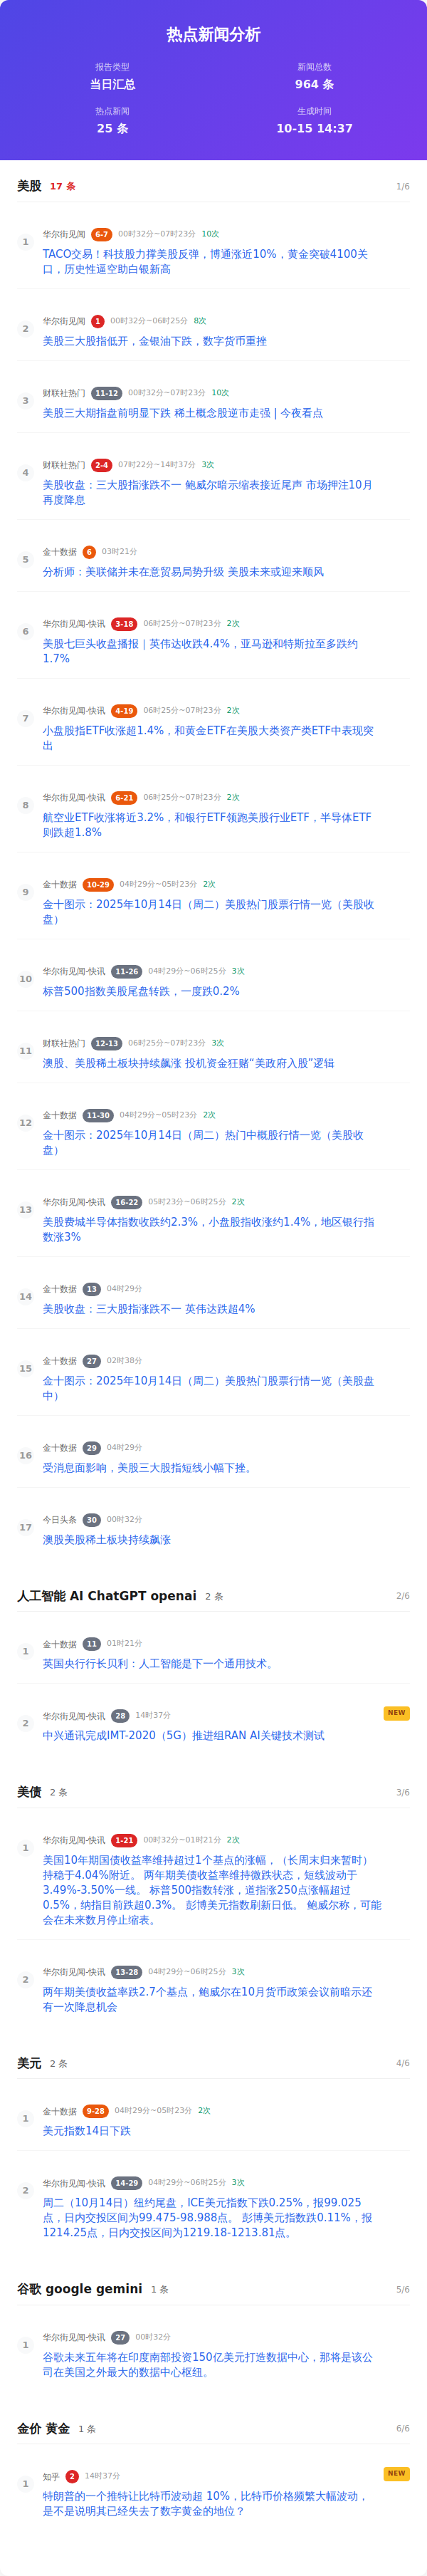 热点新闻分析
报告类型
当日汇总
新闻总数
964 条
热点新闻
25 条
生成时间
10-15 14:37
美股 17 条 1/6
1 华尔街见闻 6-7 00时32分~07时23分 10次
TACO交易！科技股力撑美股反弹，博通涨近10%，黄金突破4100关
口，历史性逼空助白银新高
2 华尔街见闻 1 00时32分~06时25分 8次
美股三大股指低开，金银油下跌，数字货币重挫
3 财联社热门 11-12 00时32分~07时23分 10次
美股三大期指盘前明显下跌 稀土概念股逆市走强 | 今夜看点
4 财联社热门 2-4 07时22分~14时37分 3次
美股收盘：三大股指涨跌不一 鲍威尔暗示缩表接近尾声 市场押注10月
再度降息
5 金十数据 6 03时21分
分析师：美联储并未在意贸易局势升级 美股未来或迎来顺风
6 华尔街见闻-快讯 3-18 06时25分~07时23分 2次
美股七巨头收盘播报｜英伟达收跌4.4%，亚马逊和特斯拉至多跌约
1.7%
7 华尔街见闻-快讯 4-19 06时25分~07时23分 2次
小盘股指ETF收涨超1.4%，和黄金ETF在美股大类资产类ETF中表现突
出
8 华尔街见闻-快讯 6-21 06时25分~07时23分 2次
航空业ETF收涨将近3.2%，和银行ETF领跑美股行业ETF，半导体ETF
则跌超1.8%
9 金十数据 10-29 04时29分~05时23分 2次
金十图示：2025年10月14日（周二）美股热门股票行情一览（美股收
盘）
10 华尔街见闻-快讯 11-26 04时29分~06时25分 3次
标普500指数美股尾盘转跌，一度跌0.2%
11 财联社热门 12-13 06时25分~07时23分 3次
澳股、美股稀土板块持续飙涨 投机资金狂赌“美政府入股”逻辑
12 金十数据 11-30 04时29分~05时23分 2次
金十图示：2025年10月14日（周二）热门中概股行情一览（美股收
盘）
13 华尔街见闻-快讯 16-22 05时23分~06时25分 2次
美股费城半导体指数收跌约2.3%，小盘股指收涨约1.4%，地区银行指
数涨3%
14 金十数据 13 04时29分
美股收盘：三大股指涨跌不一 英伟达跌超4%
15 金十数据 27 02时38分
金十图示：2025年10月14日（周二）美股热门股票行情一览（美股盘
中）
16 金十数据 29 04时29分
受消息面影响，美股三大股指短线小幅下挫。
17 今日头条 30 00时32分
澳股美股稀土板块持续飙涨
人工智能 AI ChatGPT openai 2 条 2/6
1 金十数据 11 01时21分
英国央行行长贝利：人工智能是下一个通用技术。
2 华尔街见闻-快讯 28 14时37分 NEW
中兴通讯完成IMT-2020（5G）推进组RAN AI关键技术测试
美债 2 条 3/6
1 华尔街见闻-快讯 1-21 00时32分~01时21分 2次
美国10年期国债收益率维持超过1个基点的涨幅，（长周末归来暂时）
持稳于4.04%附近。 两年期美债收益率维持微跌状态，短线波动于
3.49%-3.50%一线。 标普500指数转涨，道指涨250点涨幅超过
0.5%，纳指目前跌超0.3%。 彭博美元指数刷新日低。 鲍威尔称，可能
会在未来数月停止缩表。
2 华尔街见闻-快讯 13-28 04时29分~06时25分 3次
两年期美债收益率跌2.7个基点，鲍威尔在10月货币政策会议前暗示还
有一次降息机会
美元 2 条 4/6
1 金十数据 9-28 04时29分~05时23分 2次
美元指数14日下跌
2 华尔街见闻-快讯 14-29 04时29分~06时25分 3次
周二（10月14日）纽约尾盘，ICE美元指数下跌0.25%，报99.025
点，日内交投区间为99.475-98.988点。 彭博美元指数跌0.11%，报
1214.25点，日内交投区间为1219.18-1213.81点。
谷歌 google gemini 1 条 5/6
1 华尔街见闻-快讯 27 00时32分
谷歌未来五年将在印度南部投资150亿美元打造数据中心，那将是该公
司在美国之外最大的数据中心枢纽。
金价 黄金 1 条 6/6
1 知乎 2 14时37分 NEW
特朗普的一个推特让比特币波动超 10%，比特币价格频繁大幅波动，
是不是说明其已经失去了数字黄金的地位？